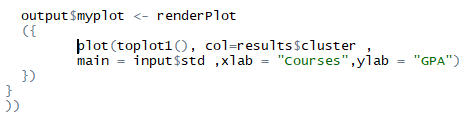 output$myplot <- renderPlot
({
plot(toplot1(), col=results$cluster ,
main = input$std ,xlab = "Courses",ylab = "GPA")
})
}
))